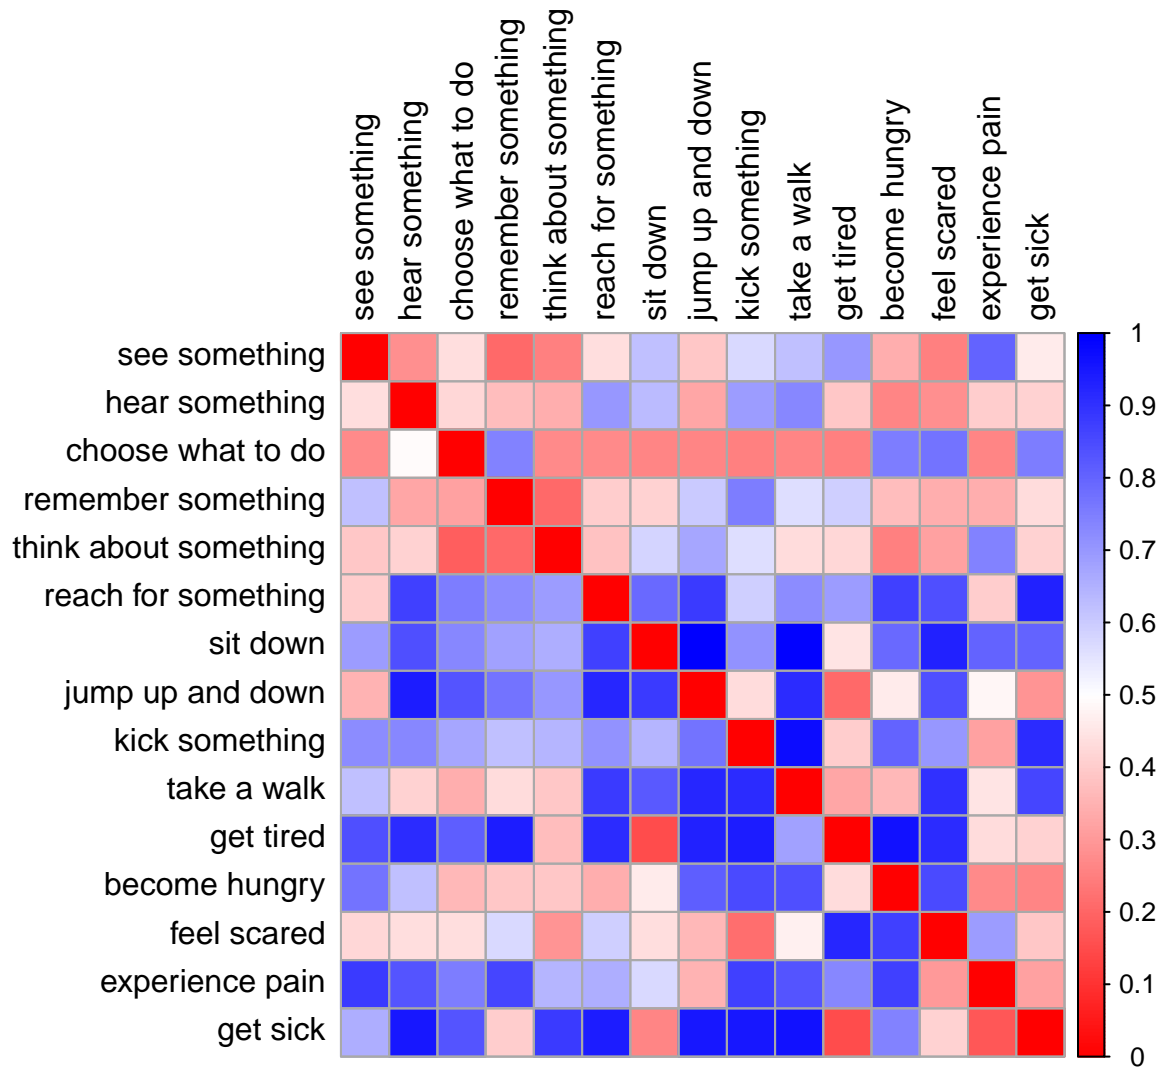 see something
hear something
choose what to do
remember something
think about something
reach for something
sit down
jump up and down
kick something
take a walk
get tired
become hungry
feel scared
experience pain
get sick
see something
hear something
choose what to do
remember something
think about something
reach for something
sit down
jump up and down
kick something
take a walk
get tired
become hungry
feel scared
experience pain
get sick
1
0.9
0.8
0.7
0.6
0.5
0.4
0.3
0.2
0.1
0